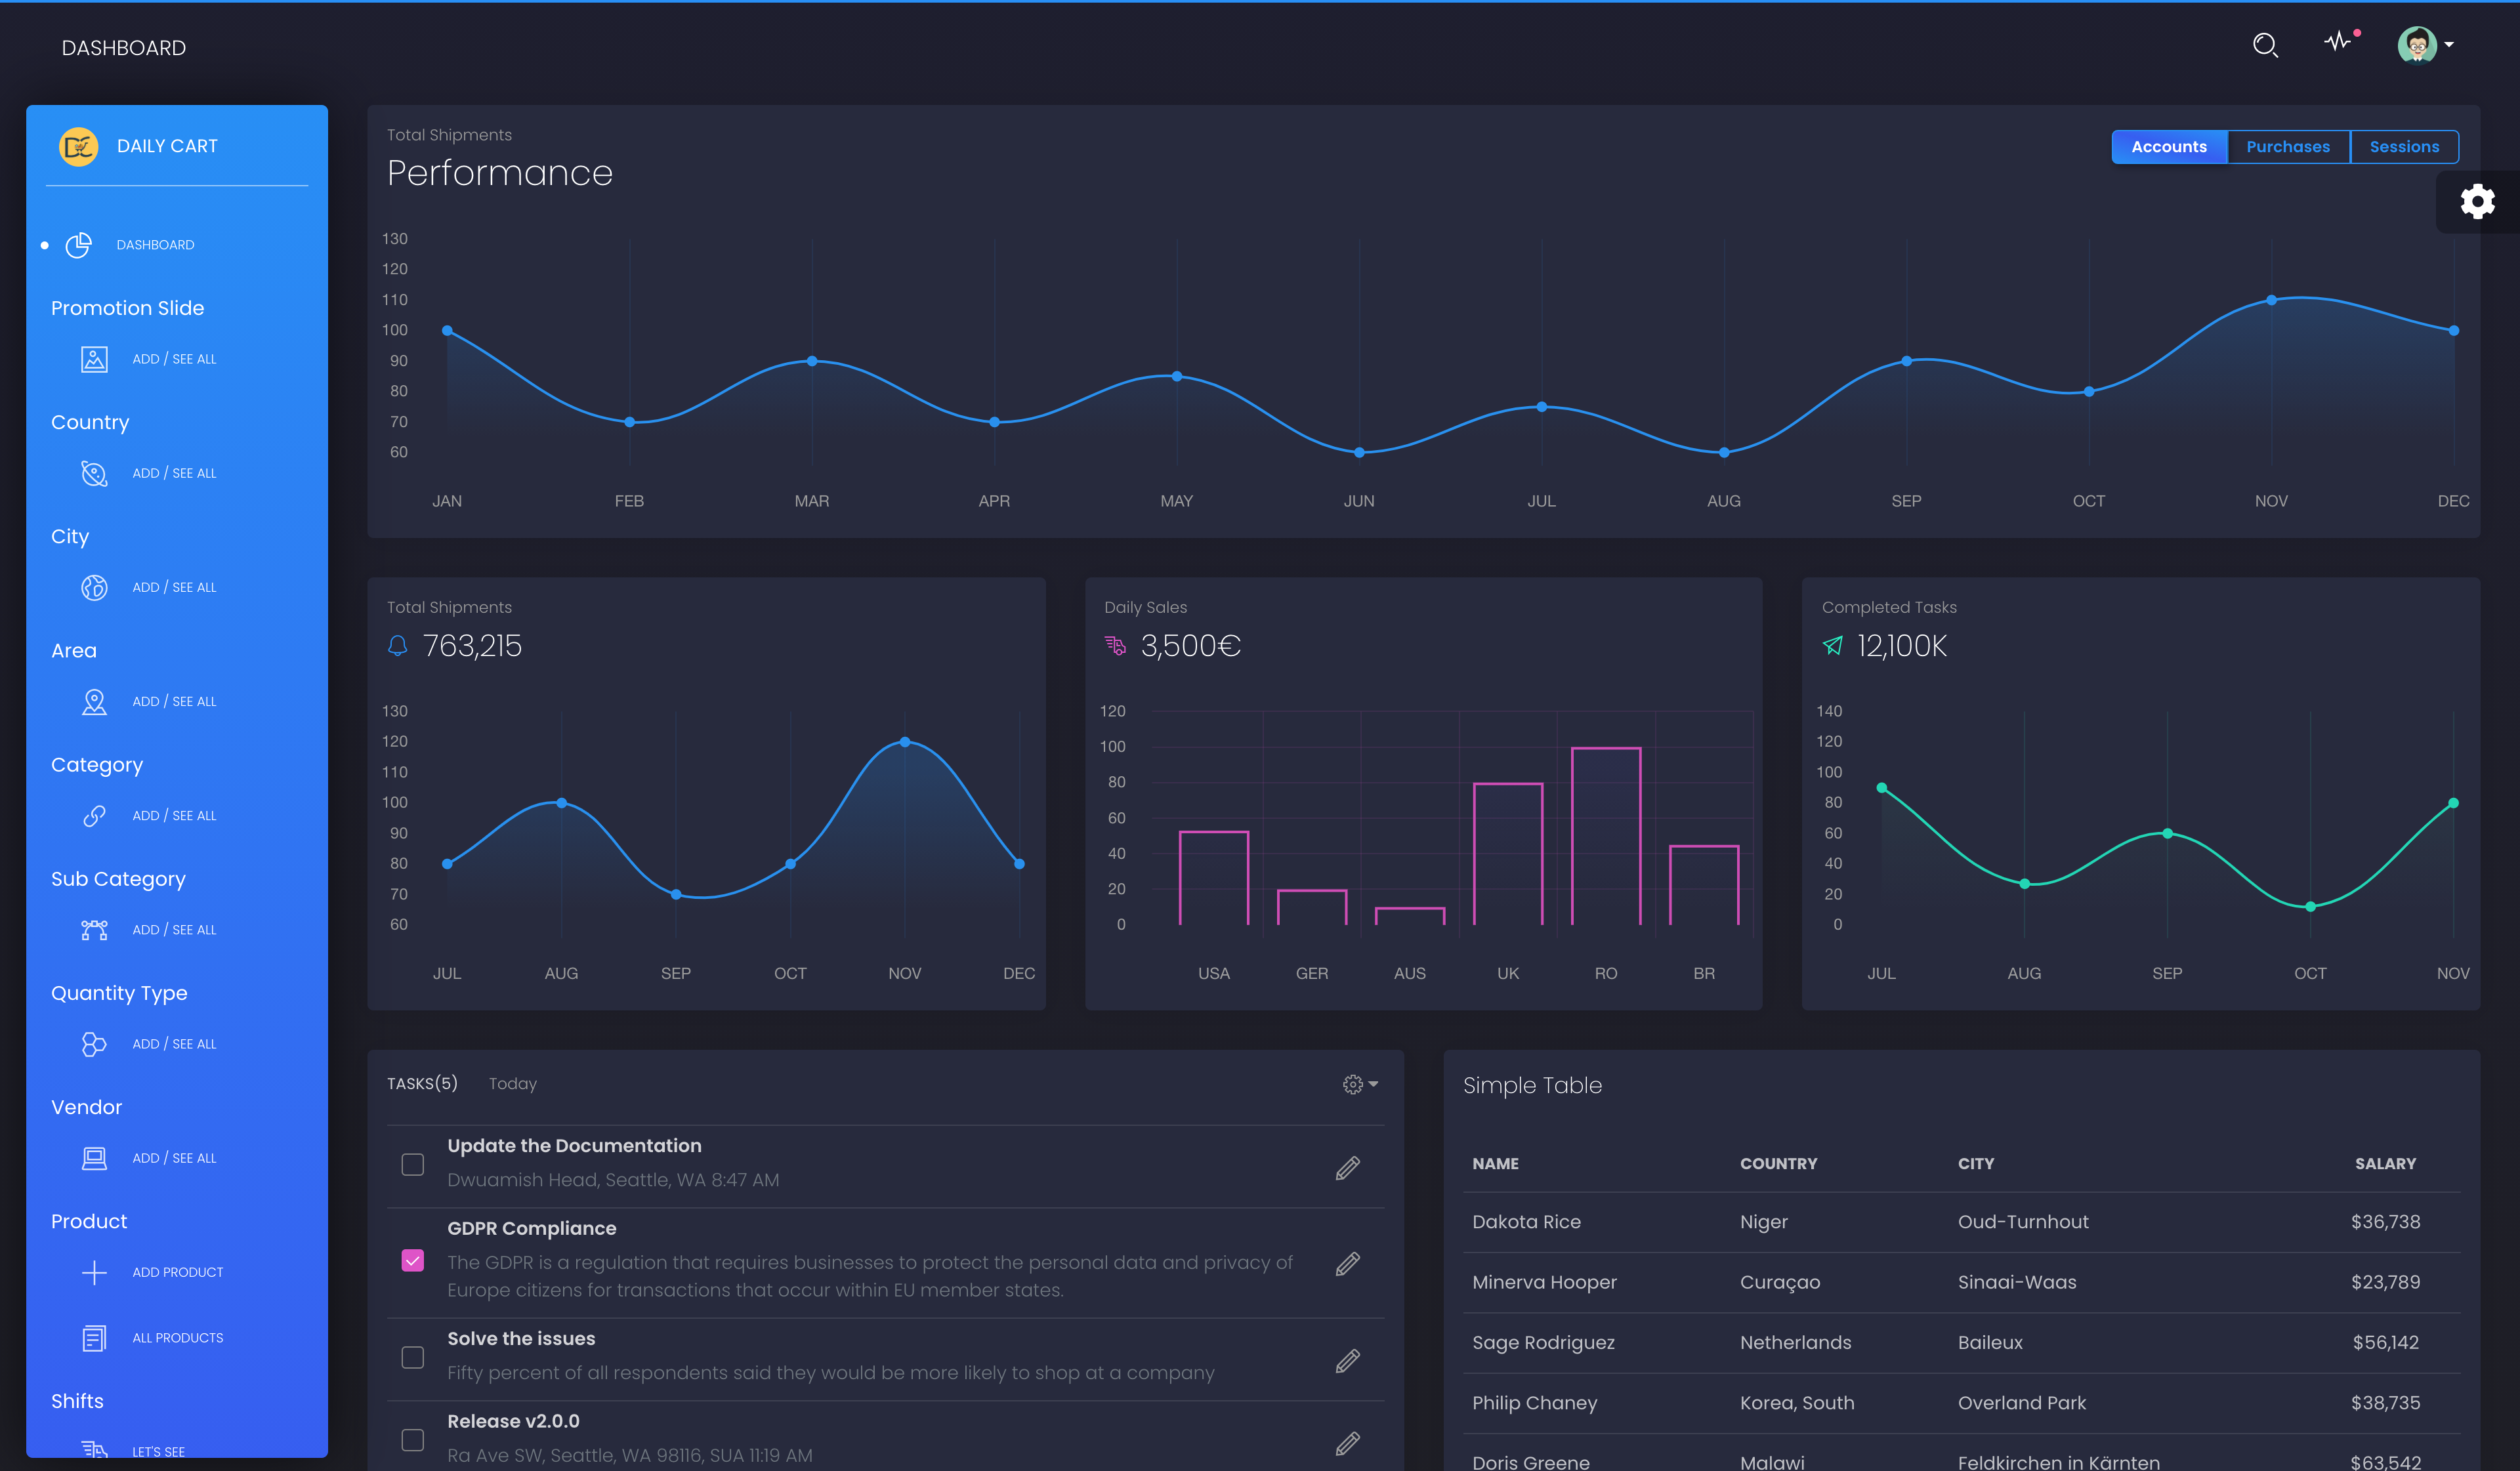 DASHBOARD
DAILY CART
DASHBOARD
Promotion Slide
ADD / SEE ALL
Country
ADD / SEE ALL
City
ADD / SEE ALL
Area
ADD / SEE ALL
Category
ADD / SEE ALL
Sub Category
ADD / SEE ALL
Quantity Type
ADD / SEE ALL
Vendor
ADD / SEE ALL
Product
ADD PRODUCT
ALL PRODUCTS
Shifts
LET'S SEE
Total Shipments
Performance
Accounts Purchases Sessions
130
120
110
100
90
80
70
60
JAN FEB MAR APR MAY JUN JUL AUG SEP OCT NOV DEC
Total Shipments
763,215
130
120
110
100
90
80
70
60
JUL AUG SEP OCT NOV DEC
Daily Sales
3,500€
120
100
80
60
40
20
0
USA GER AUS UK RO BR
Completed Tasks
12,100K
140
120
100
80
60
40
20
0
JUL AUG SEP OCT NOV
TASKS(5) Today
Update the Documentation
Dwuamish Head, Seattle, WA 8:47 AM
GDPR Compliance
The GDPR is a regulation that requires businesses to protect the personal data and privacy of
Europe citizens for transactions that occur within EU member states.
Solve the issues
Fifty percent of all respondents said they would be more likely to shop at a company
Release v2.0.0
Ra Ave SW, Seattle, WA 98116, SUA 11:19 AM
Simple Table
NAME COUNTRY CITY SALARY
Dakota Rice Niger Oud-Turnhout $36,738
Minerva Hooper Curaçao Sinaai-Waas $23,789
Sage Rodriguez Netherlands Baileux $56,142
Philip Chaney Korea, South Overland Park $38,735
Doris Greene Malawi Feldkirchen in Kärnten $63,542